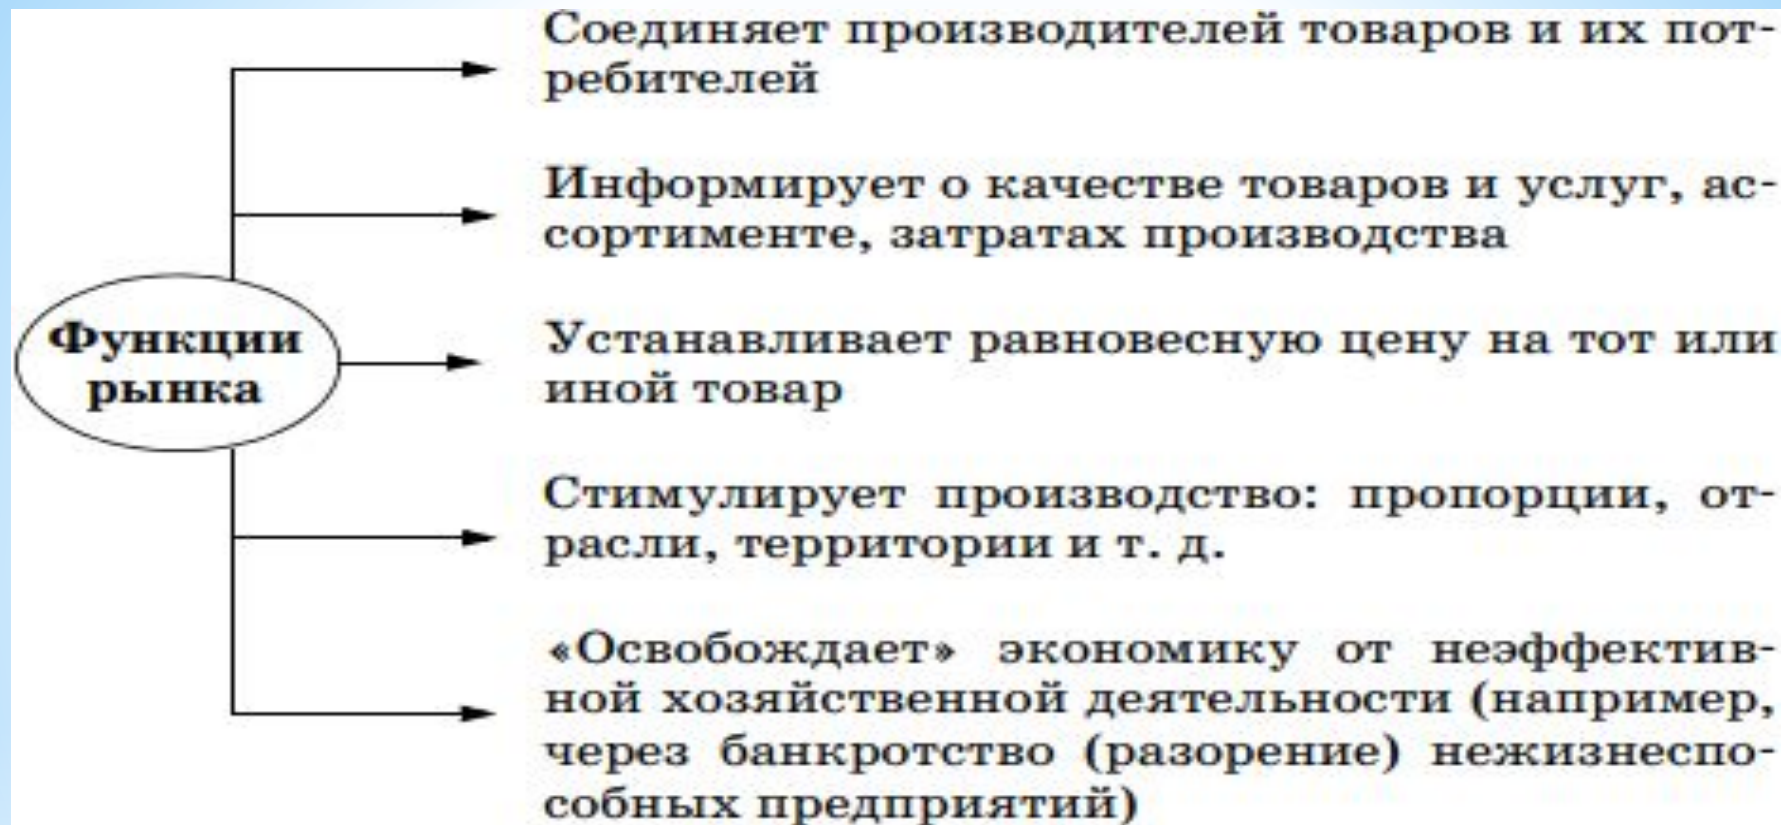 Соединяет производителей товаров и их пот-
ребителей
Информирует о качестве товаров и услуг, ас-
сортименте, затратах производства
Функции
рынка
Устанавливает равновесную цену на тот или
иной товар
Стимулирует производство: пропорции, от-
расли, территории и т. д.
«Освобождает» экономику от неэффектив-
ной хозяйственной деятельности (например,
через банкротство (разорение) нежизнеспо-
собных предприятий)